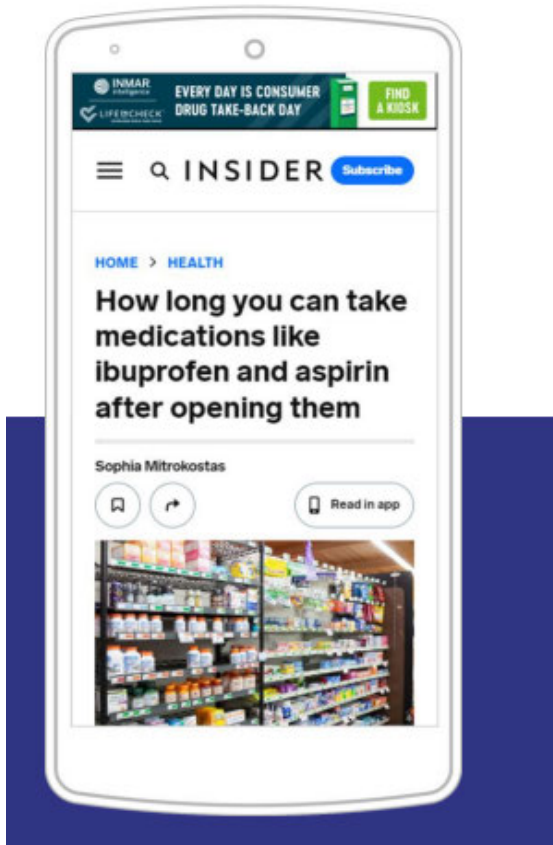 INMAR
Intelligence
LIFEINCHECK
EVERY DAY IS CONSUMER
DRUG TAKE-BACK DAY
FIND
A KIOSK
INSIDER
Subscribe
HOME > HEALTH
How long you can take
medications like
ibuprofen and aspirin
after opening them
Sophia Mitrokostas
Read in app